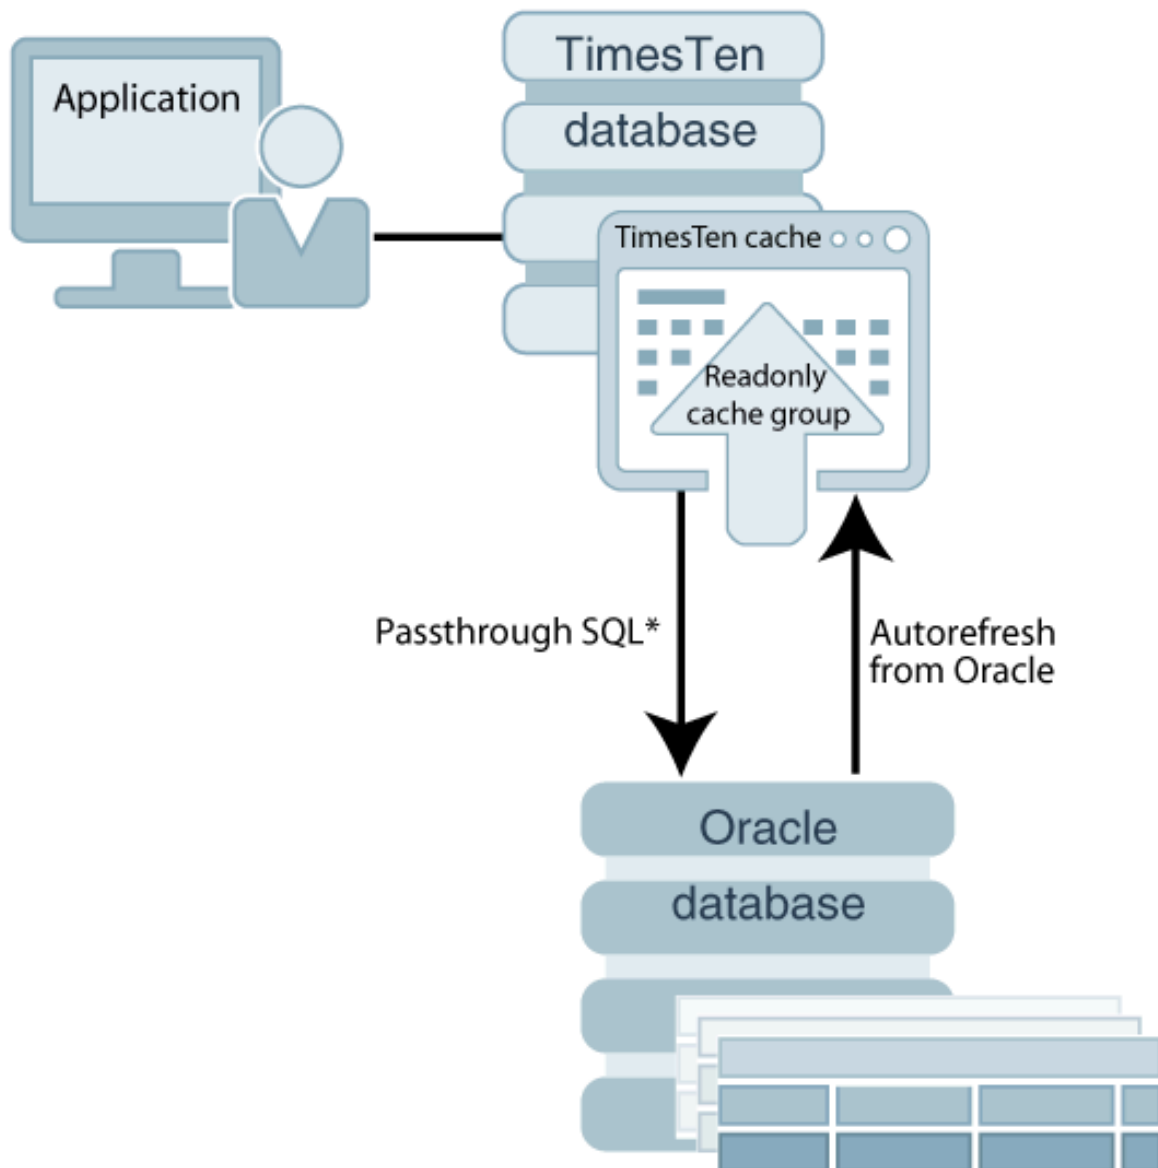 TimesTen
database
Application
TimesTen cache
Readonly
cache group
Passthrough SQL*
Autorefresh
from Oracle
Oracle
database